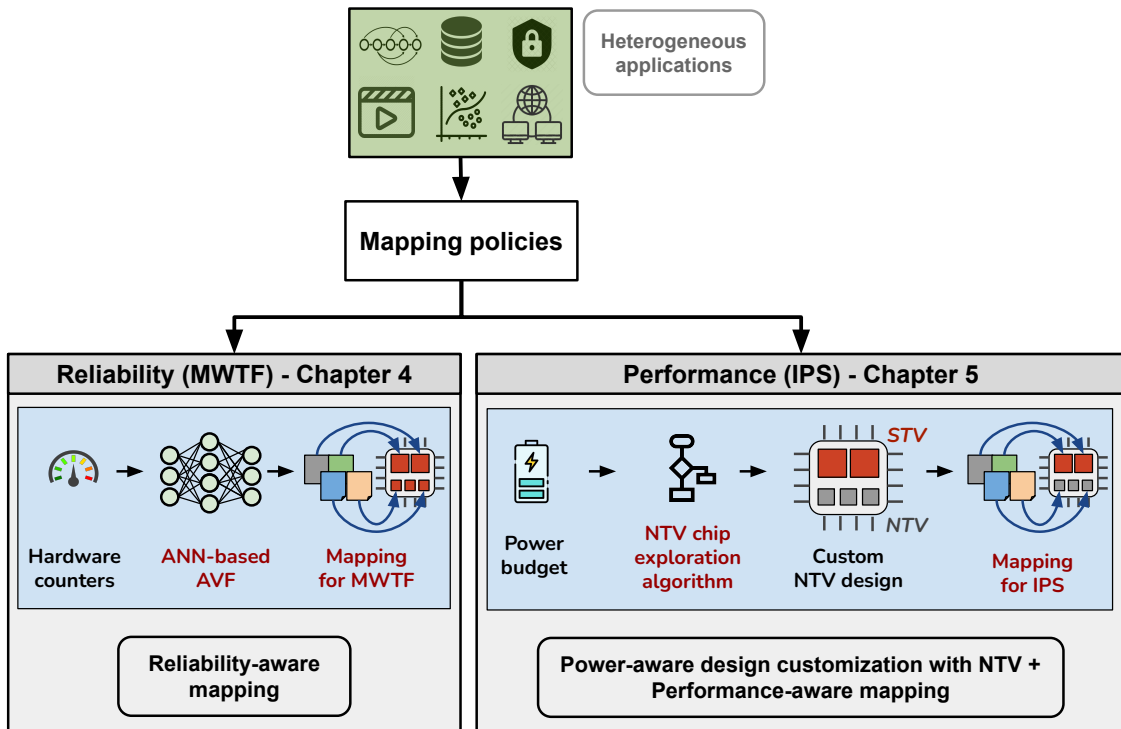 Heterogeneous
applications
Mapping policies
Reliability (MWTF) - Chapter 4
Hardware
counters
ANN-based
AVF
Mapping
for MWTF
Reliability-aware
mapping
Performance (IPS) - Chapter 5
STV
NTV
Power
budget
NTV chip
exploration
algorithm
Custom
NTV design
Mapping
for IPS
Power-aware design customization with NTV +
Performance-aware mapping